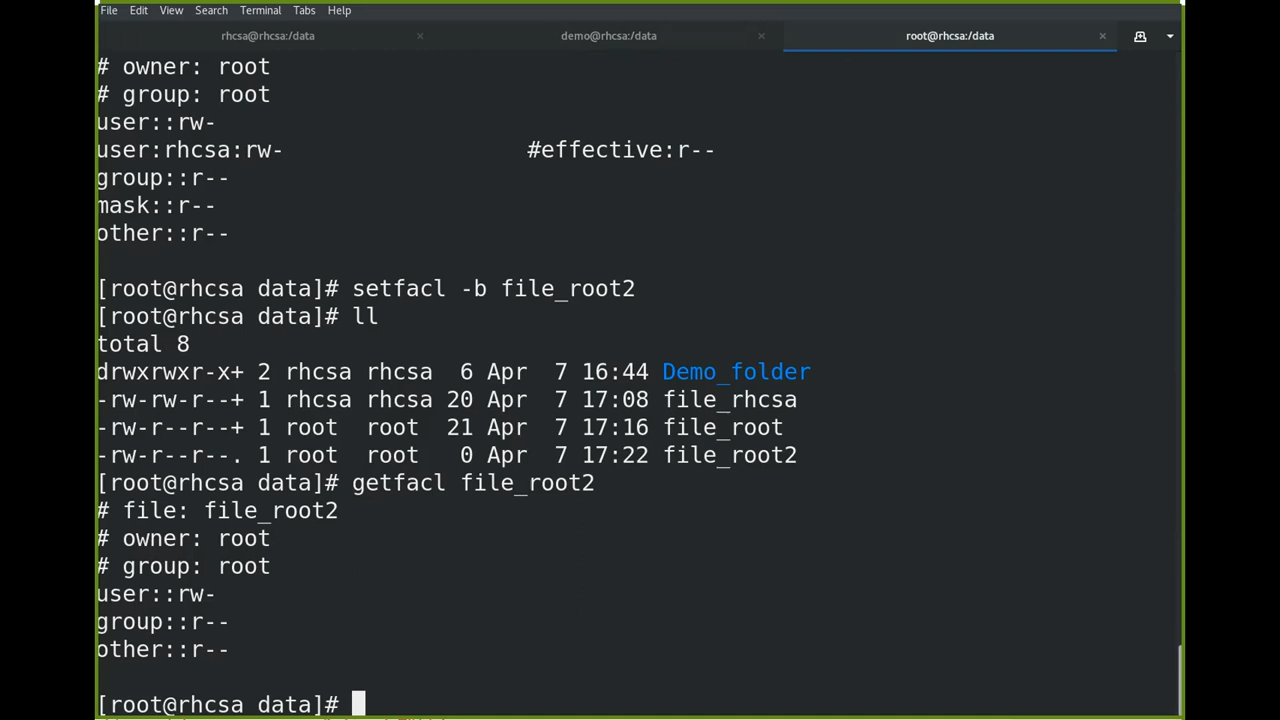 File Edit View Search Terminal Tabs Help
rhcsa@rhcsa:/data × demo@rhcsa:/data × root@rhcsa:/data ×
# owner: root
# group: root
user::rw-
user:rhcsa:rw- #effective:r--
group::r--
mask::r--
other::r--
[root@rhcsa data]# setfacl -b file_root2
[root@rhcsa data]# ll
total 8
drwxrwxr-x+ 2 rhcsa rhcsa 6 Apr 7 16:44 Demo_folder
-rw-rw-r--+ 1 rhcsa rhcsa 20 Apr 7 17:08 file_rhcsa
-rw-r--r--+ 1 root root 21 Apr 7 17:16 file_root
-rw-r--r--. 1 root root 0 Apr 7 17:22 file_root2
[root@rhcsa data]# getfacl file_root2
# file: file_root2
# owner: root
# group: root
user::rw-
group::r--
other::r--
[root@rhcsa data]#